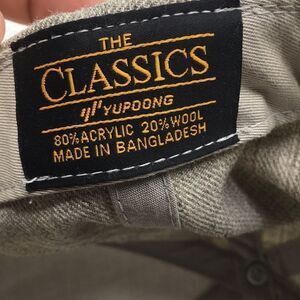 THE
CLASSICS
YUPOONG
80% ACRYLIC 20% WOOL
MADE IN BANGLADESH